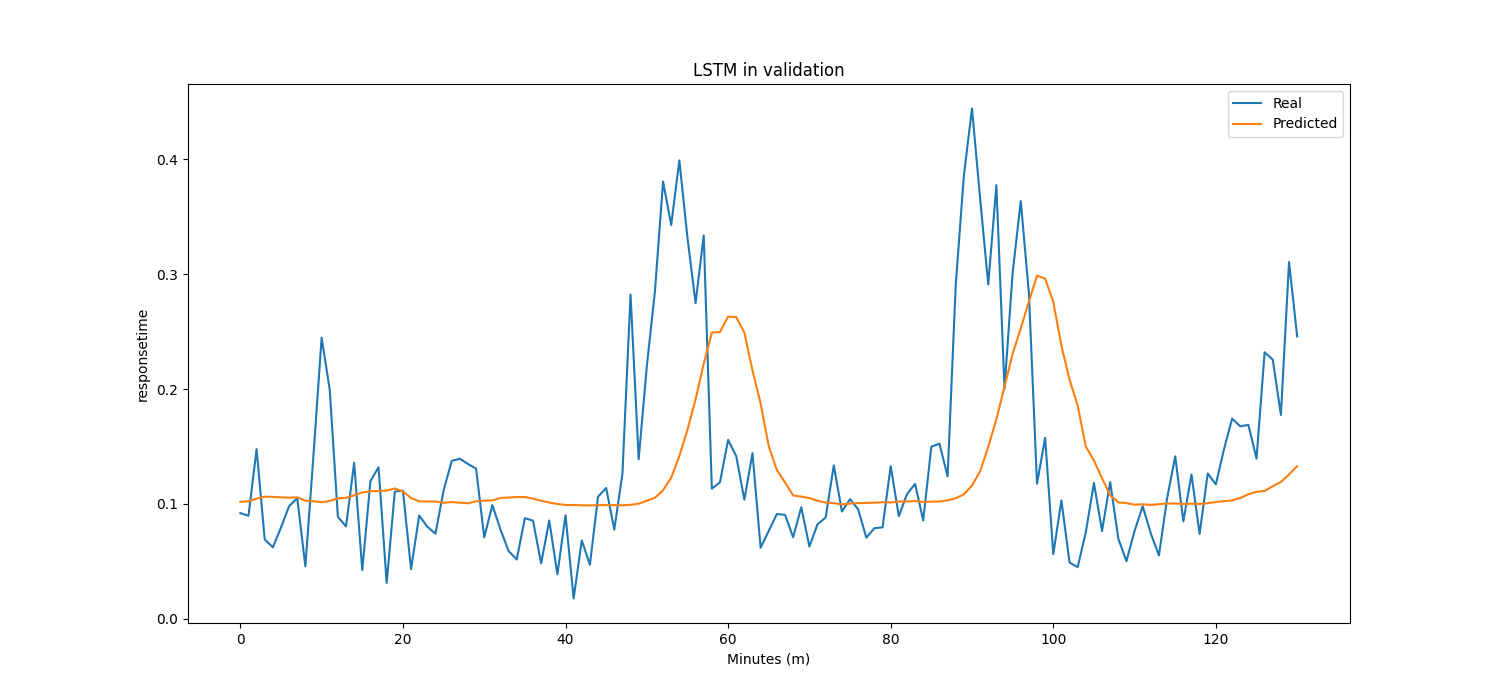 LSTM in validation
Real
Predicted
0.4
0.3
0.2
0.1
0.0
responsetime
0 20 40 60 80 100 120
Minutes (m)